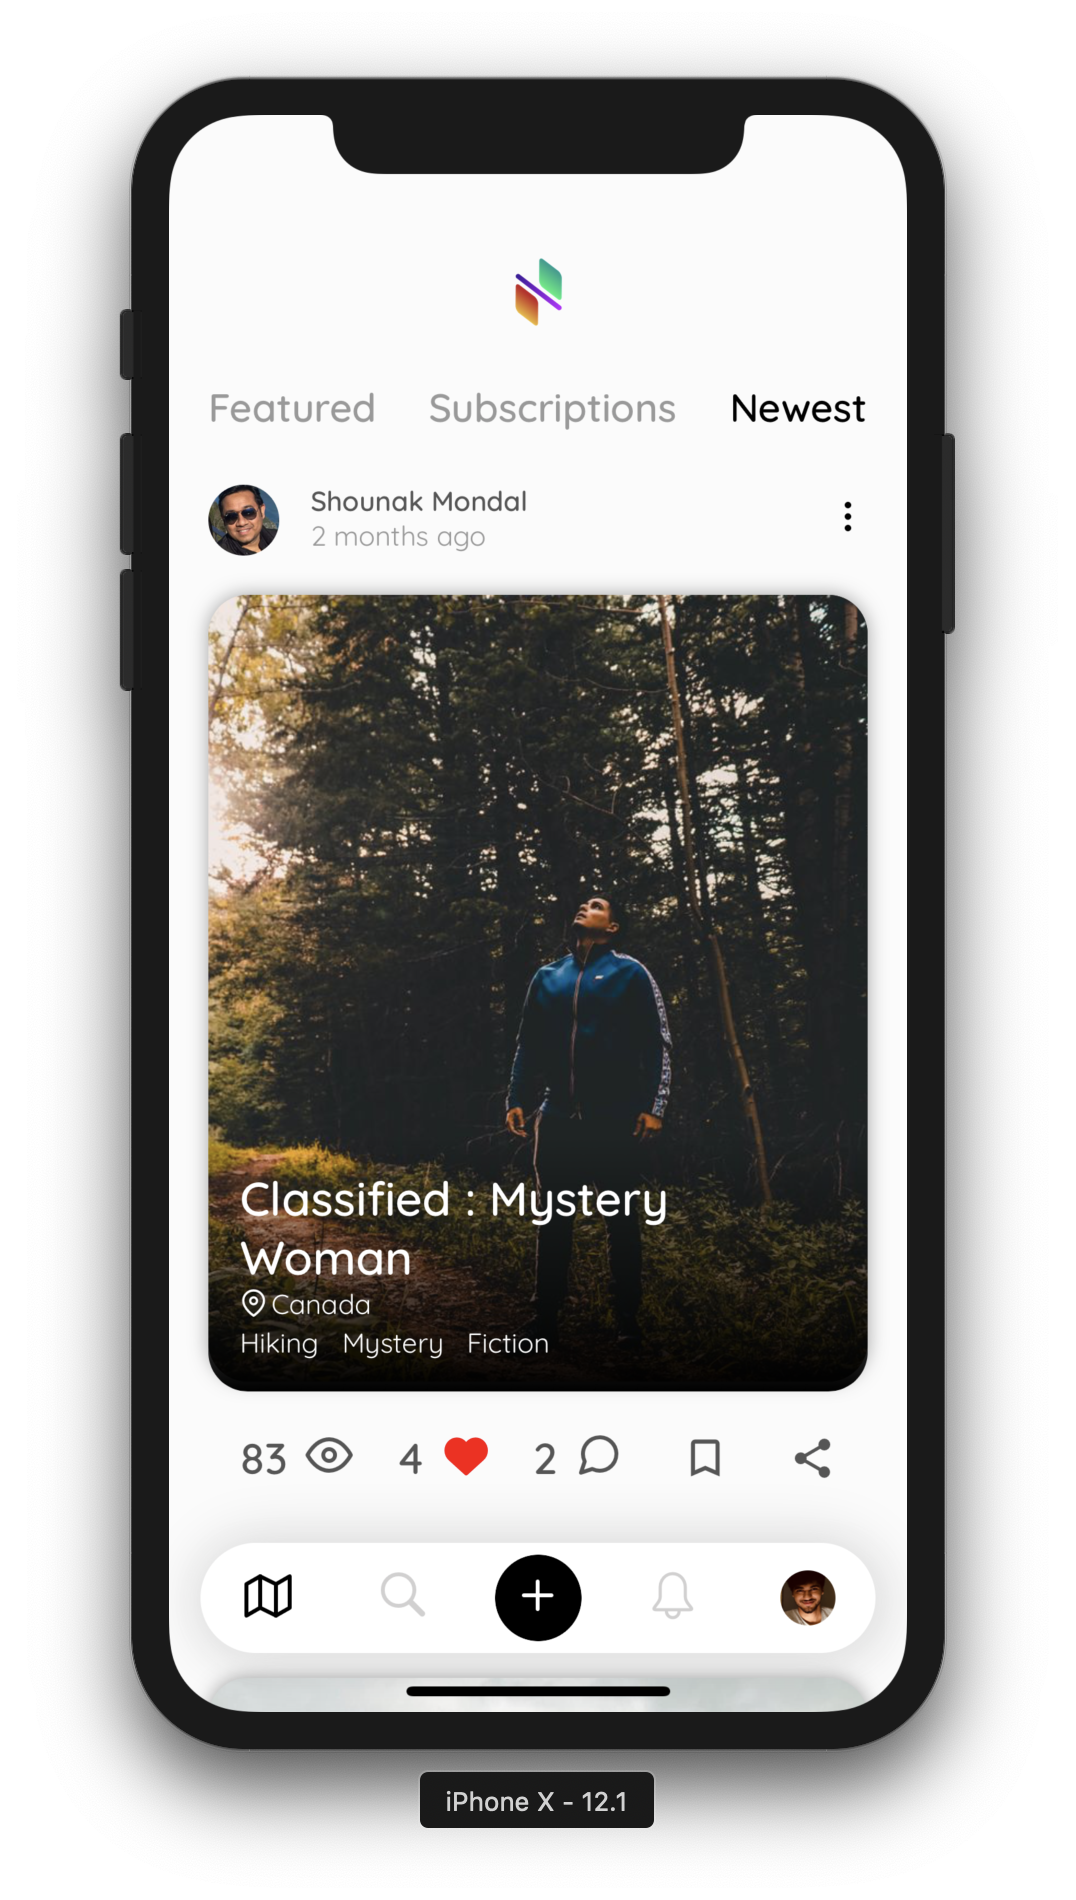 Featured Subscriptions Newest
Shounak Mondal
2 months ago
Classified : Mystery
Woman
Canada
Hiking Mystery Fiction
83 4 2
iPhone X - 12.1